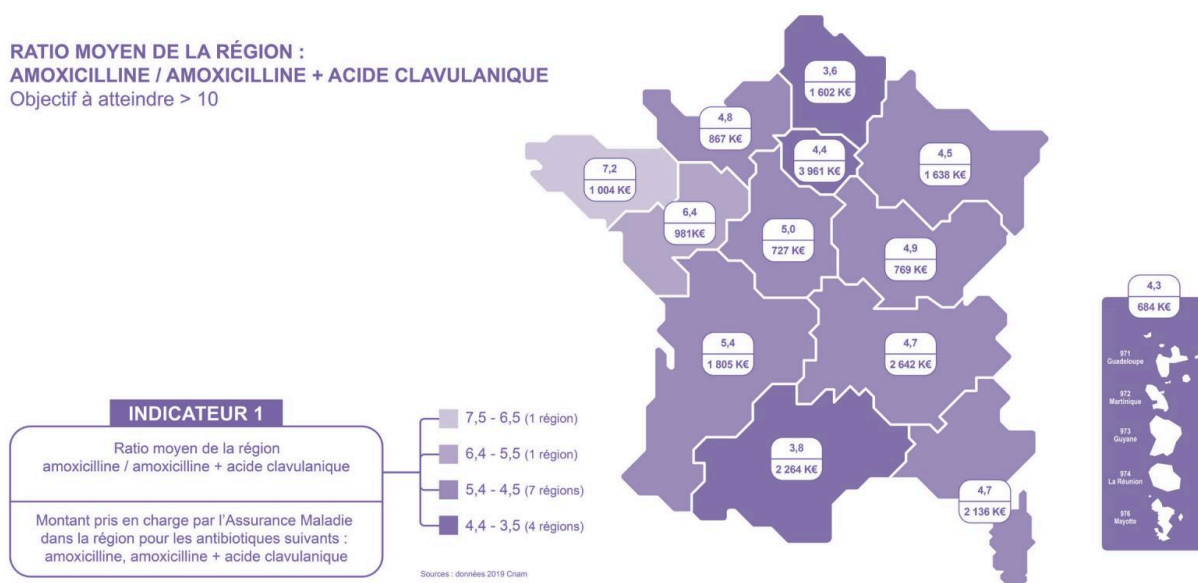 RATIO MOYEN DE LA RÉGION :
AMOXICILLINE / AMOXICILLINE + ACIDE CLAVULANIQUE
Objectif à atteindre > 10
3,6
1 602 K€
4,8
867 K€
4,4
3 961 K€
4,5
1 638 K€
7,2
1 004 K€
6,4
981K€
5,0
727 K€
4,9
769 K€
5,4
1 805 K€
4,7
2 642 K€
3,8
2 264 K€
4,7
2 136 K€
4,3
684 K€
971
Guadeloupe
972
Martinique
973
Guyane
974
La Réunion
976
Mayotte
INDICATEUR 1
Ratio moyen de la région
amoxicilline / amoxicilline + acide clavulanique
Montant pris en charge par l'Assurance Maladie
dans la région pour les antibiotiques suivants :
amoxicilline, amoxicilline + acide clavulanique
7,5 - 6,5 (1 région)
6,4 - 5,5 (1 région)
5,4 - 4,5 (7 régions)
4,4 - 3,5 (4 régions)
Sources : données 2019 Cnam